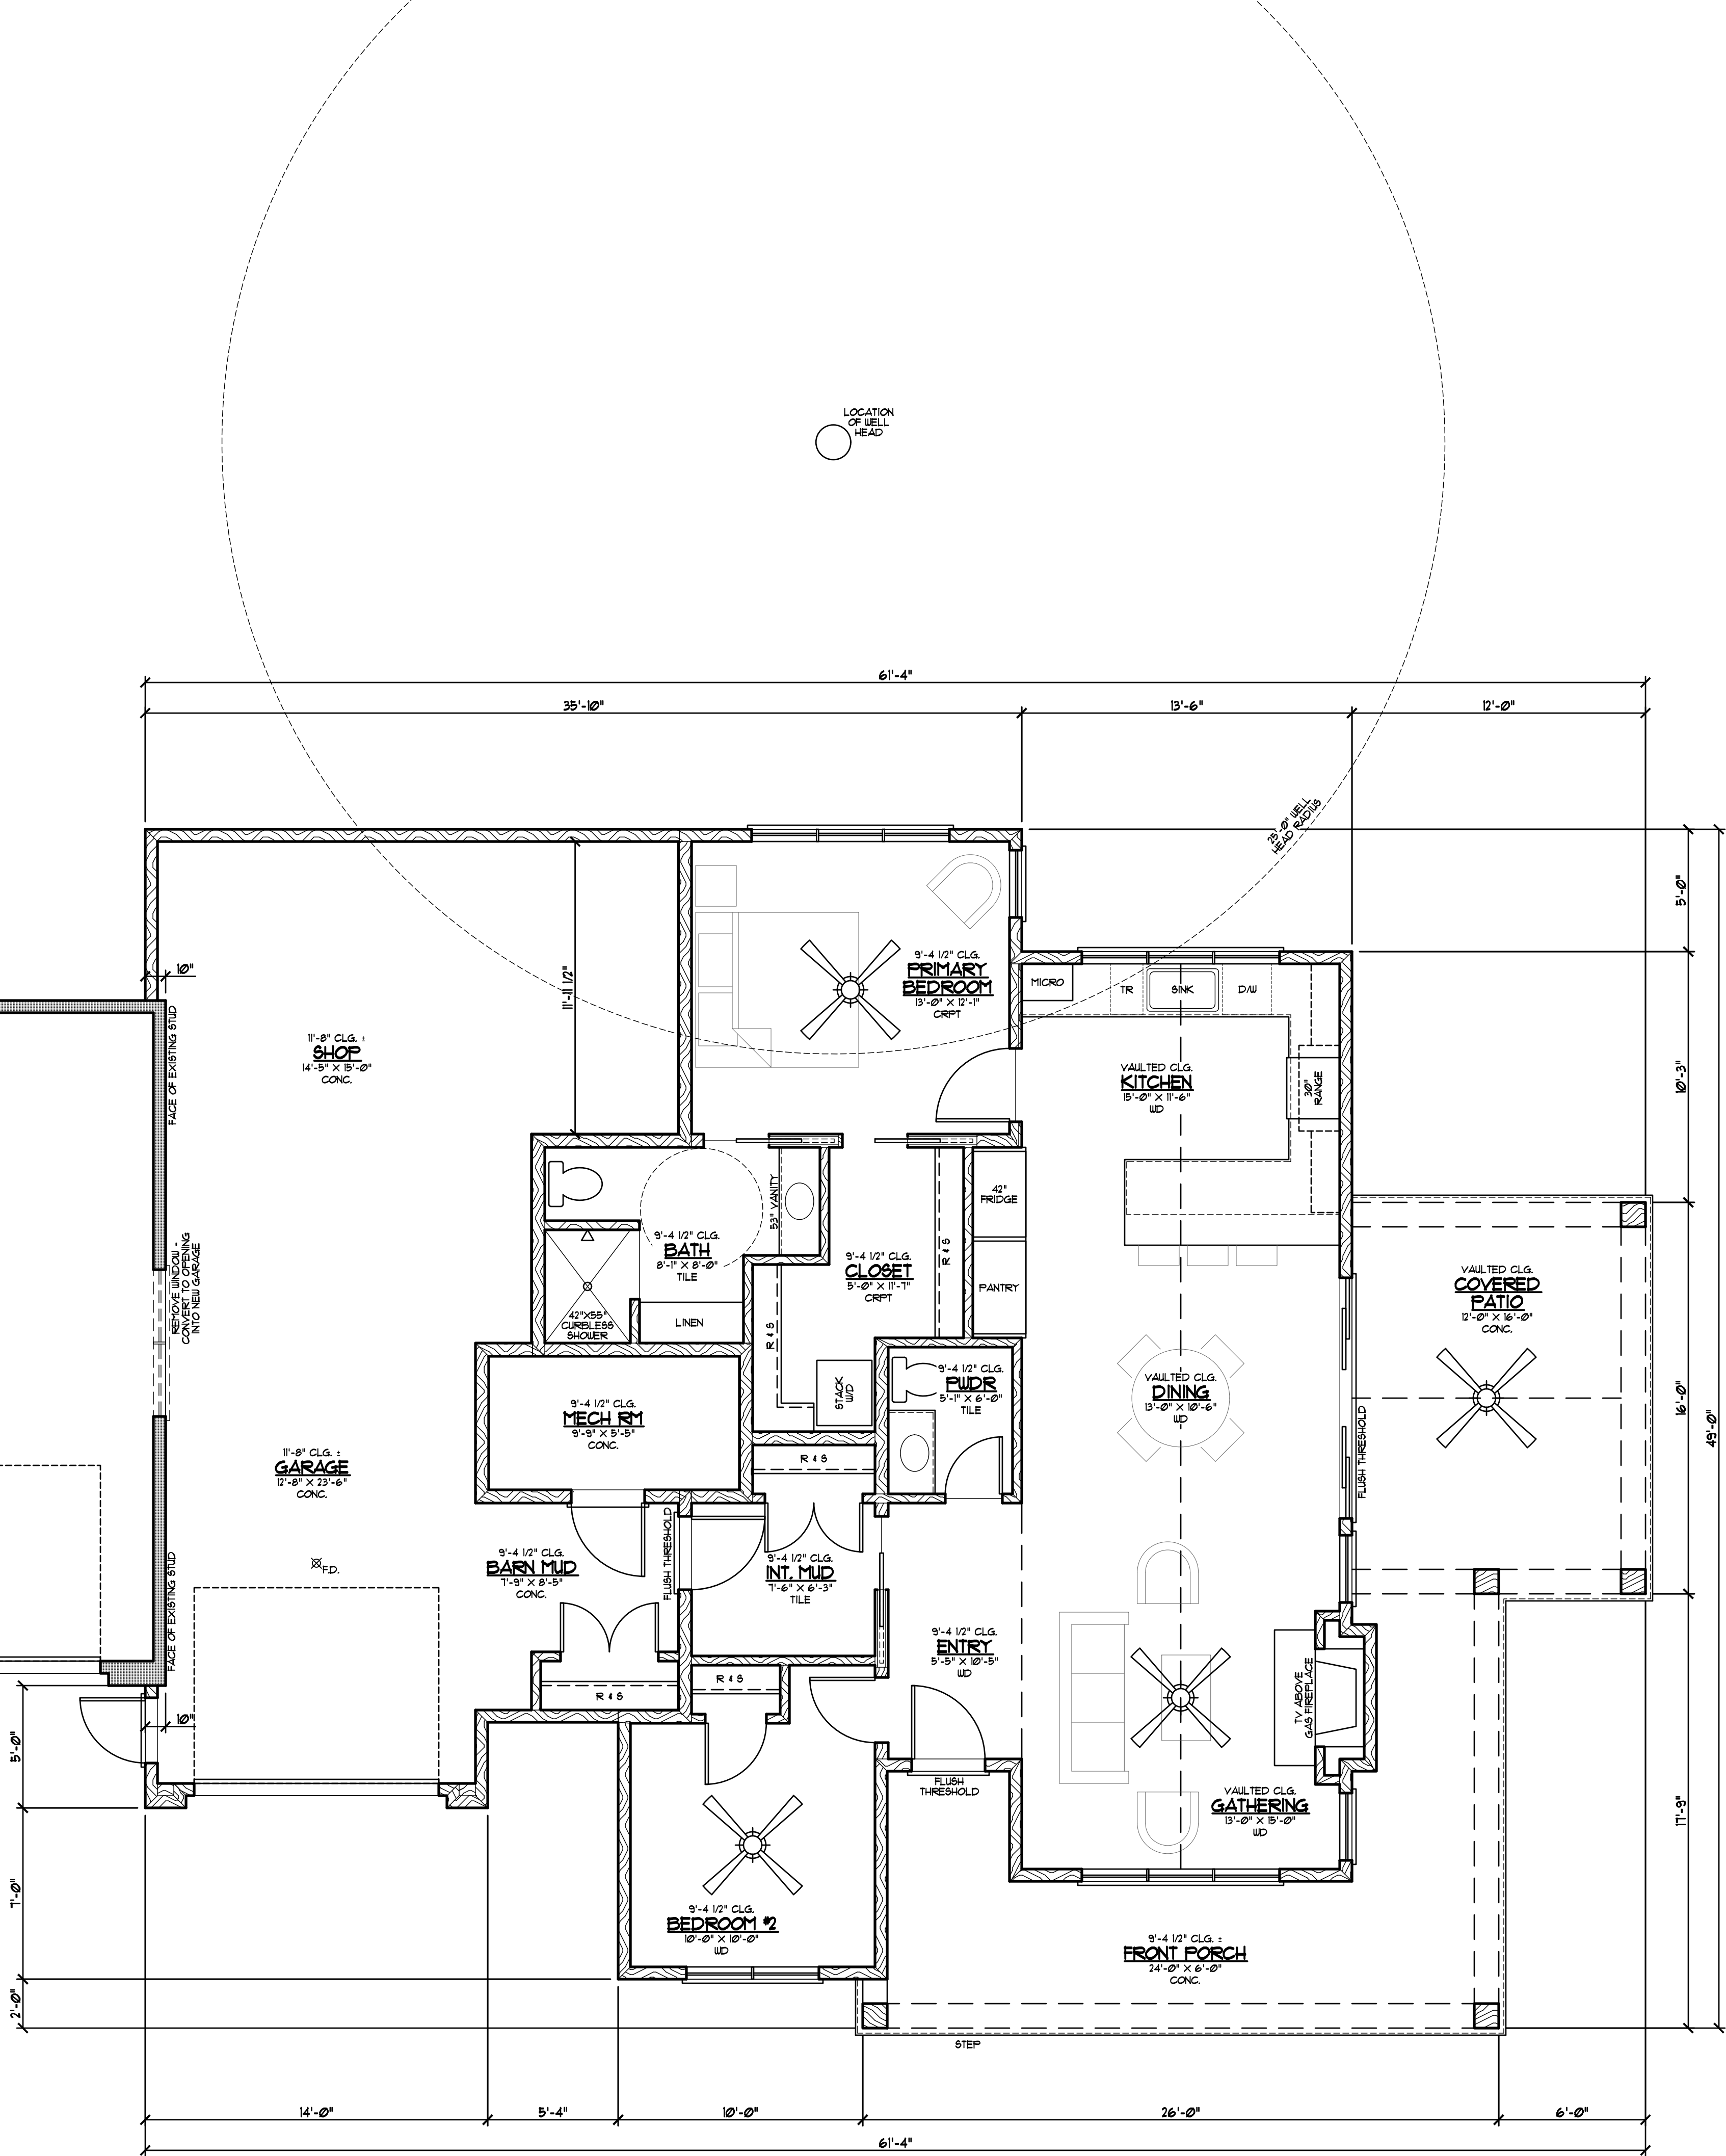 LOCATION
OF WELL
HEAD
61'-4"
35'-10"
13'-6"
12'-0"
25'-0" WELL
HEAD RADIUS
5'-0"
10'-3"
16'-0"
17'-9"
49'-0"
10"
FACE OF EXISTING STUD
11'-8" CLG. ±
SHOP
14'-5" X 15'-0"
CONC.
11'-11 1/2"
9'-4 1/2" CLG.
PRIMARY
BEDROOM
13'-0" X 12'-1"
CRPT
MICRO
TR
SINK
D/W
VAULTED CLG.
KITCHEN
15'-0" X 11'-6"
WD
30"
RANGE
REMOVE WINDOW -
CONVERT TO OPENING
INTO NEW GARAGE
53" VANITY
9'-4 1/2" CLG.
BATH
8'-1" X 8'-0"
TILE
42"X55"
CURBLESS
SHOWER
LINEN
9'-4 1/2" CLG.
CLOSET
5'-0" X 11'-7"
CRPT
R & S
R & S
42"
FRIDGE
PANTRY
STACK
W/D
VAULTED CLG.
COVERED
PATIO
12'-0" X 16'-0"
CONC.
9'-4 1/2" CLG.
PWDR
5'-1" X 6'-0"
TILE
VAULTED CLG.
DINING
13'-0" X 10'-6"
WD
FLUSH THRESHOLD
9'-4 1/2" CLG.
MECH RM
9'-9" X 5'-5"
CONC.
11'-8" CLG. ±
GARAGE
12'-8" X 23'-6"
CONC.
R & S
F.D.
FACE OF EXISTING STUD
9'-4 1/2" CLG.
BARN MUD
7'-9" X 8'-5"
CONC.
FLUSH THRESHOLD
9'-4 1/2" CLG.
INT. MUD
7'-6" X 6'-3"
TILE
9'-4 1/2" CLG.
ENTRY
5'-5" X 10'-5"
WD
R & S
R & S
TV ABOVE
GAS FIREPLACE
10"
FLUSH
THRESHOLD
VAULTED CLG.
GATHERING
13'-0" X 15'-0"
WD
9'-4 1/2" CLG.
BEDROOM #2
10'-0" X 10'-0"
WD
9'-4 1/2" CLG. ±
FRONT PORCH
24'-0" X 6'-0"
CONC.
STEP
5'-0"
7'-0"
2'-0"
14'-0"
5'-4"
10'-0"
26'-0"
6'-0"
61'-4"